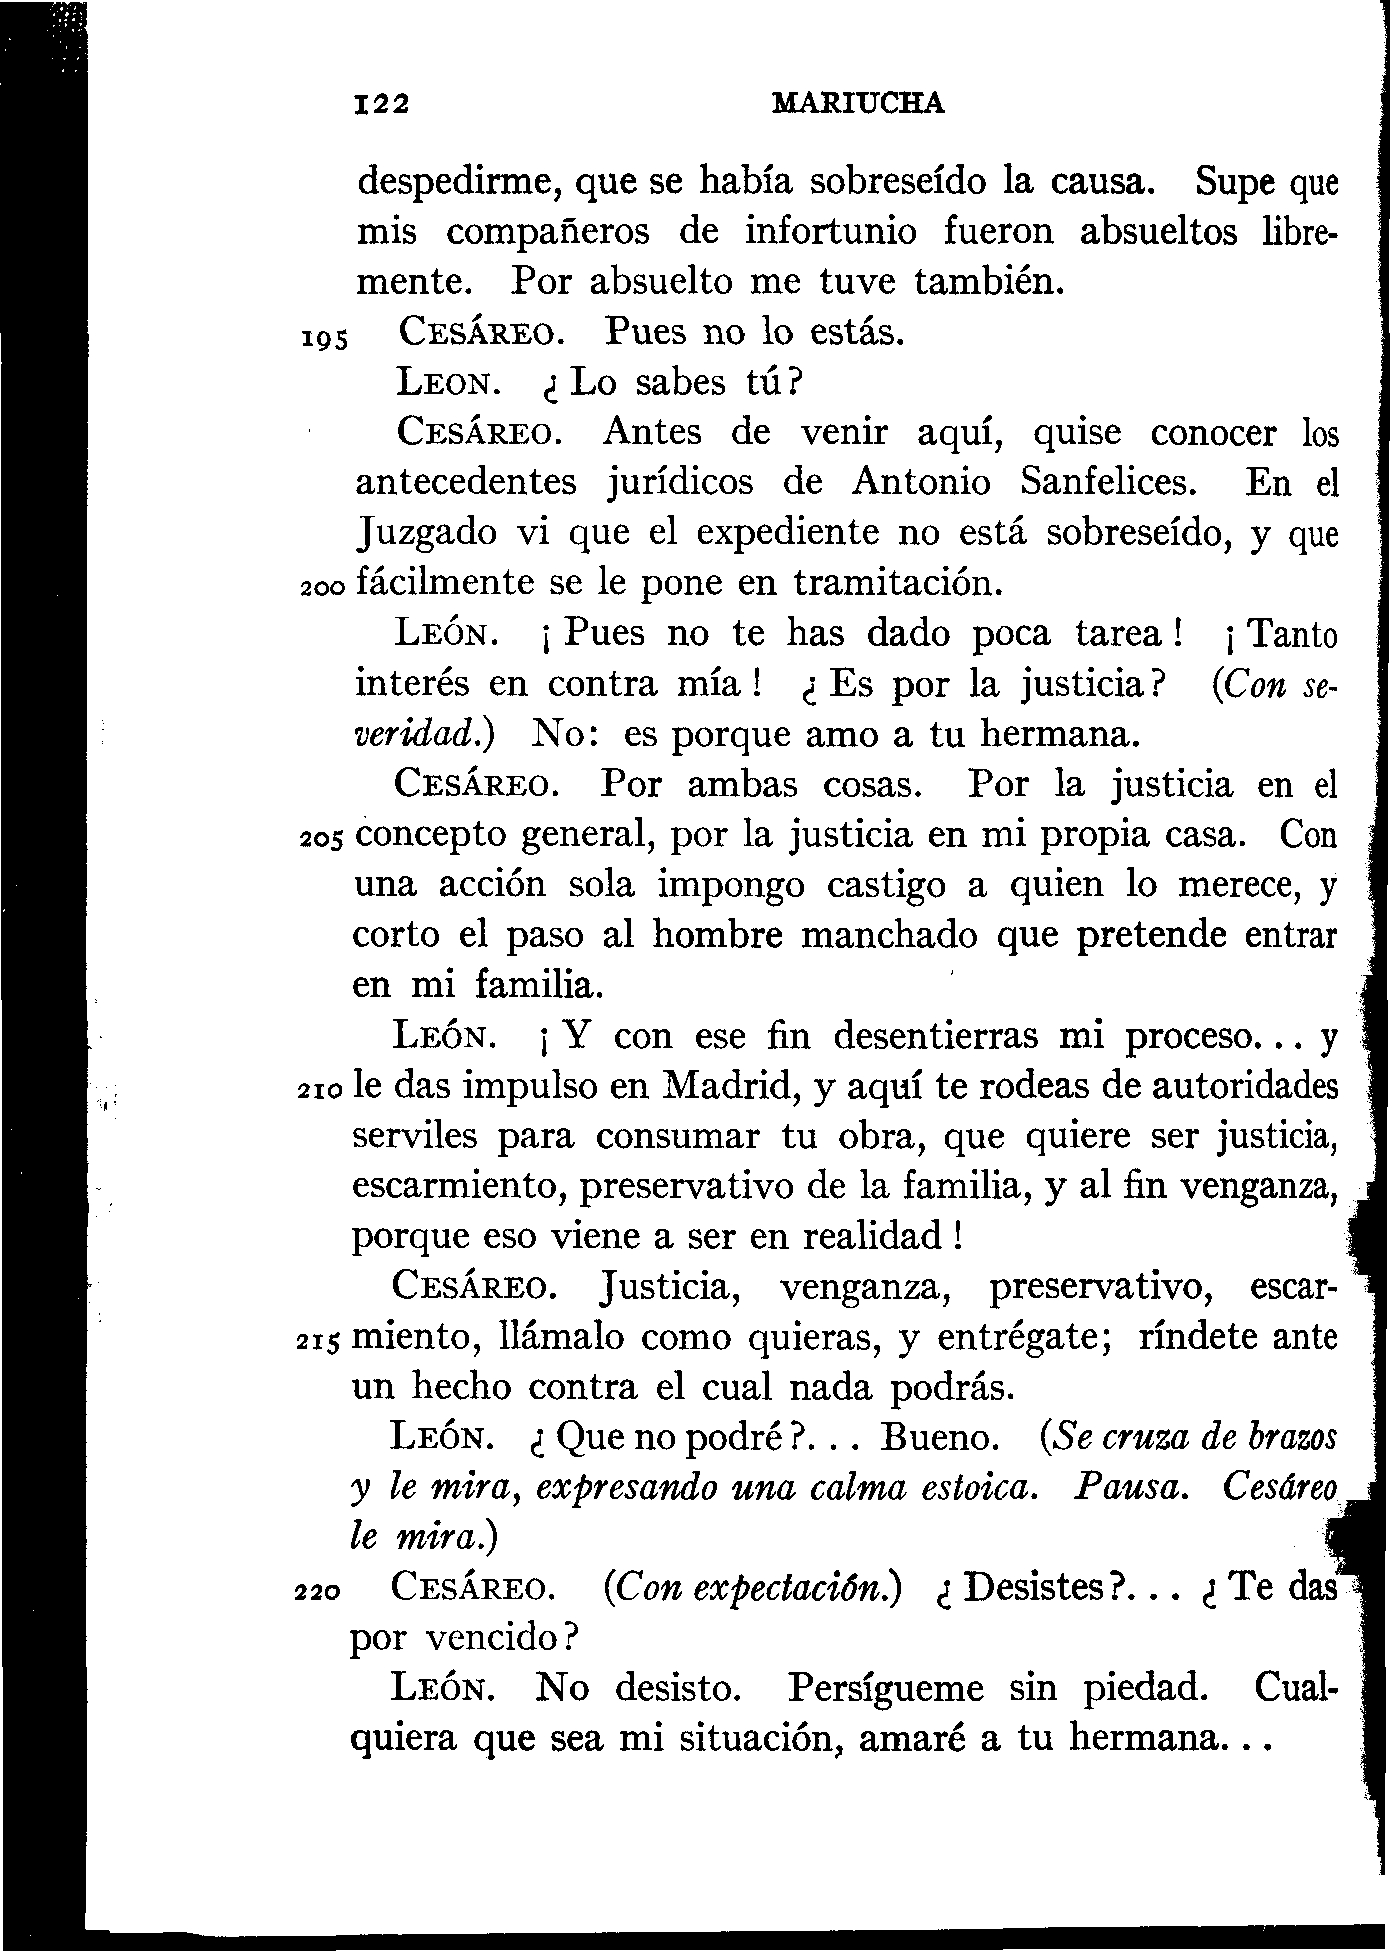 122 MARIUCHA
despedirme, que se había sobreseído la causa. Supe que
mis compañeros de infortunio fueron absueltos libre-
mente. Por absuelto me tuve también.
195 CESÁREO. Pues no lo estás.
LEON. ¿ Lo sabes tú?
CESÁREO. Antes de venir aquí, quise conocer los
antecedentes jurídicos de Antonio Sanfelices. En el
Juzgado vi que el expediente no está sobreseído, y que
200 fácilmente se le pone en tramitación.
LEÓN. ¡ Pues no te has dado poca tarea ! ¡ Tanto
interés en contra mía ! ¿ Es por la justicia? (Con se-
veridad.) No: es porque amo a tu hermana.
CESÁREO. Por ambas cosas. Por la justicia en el
205 concepto general, por la justicia en mi propia casa. Con
una acción sola impongo castigo a quien lo merece, y
corto el paso al hombre manchado que pretende entrar
en mi familia.
LEÓN. ¡ Y con ese fin desentierras mi proceso... y
210 le das impulso en Madrid, y aquí te rodeas de autoridades
serviles para consumar tu obra, que quiere ser justicia,
escarmiento, preservativo de la familia, y al fin venganza,
porque eso viene a ser en realidad !
CESÁREO. Justicia, venganza, preservativo, escar-
215 miento, llámalo como quieras, y entrégate; ríndete ante
un hecho contra el cual nada podrás.
LEÓN. ¿ Que no podré ?... Bueno. (Se cruza de brazos
y le mira, expresando una calma estoica. Pausa. Cesáreo
le mira.)
220 CESÁREO. (Con expectación.) ¿ Desistes?... ¿ Te das
por vencido?
LEÓN. No desisto. Persígueme sin piedad. Cual-
quiera que sea mi situación, amaré a tu hermana...